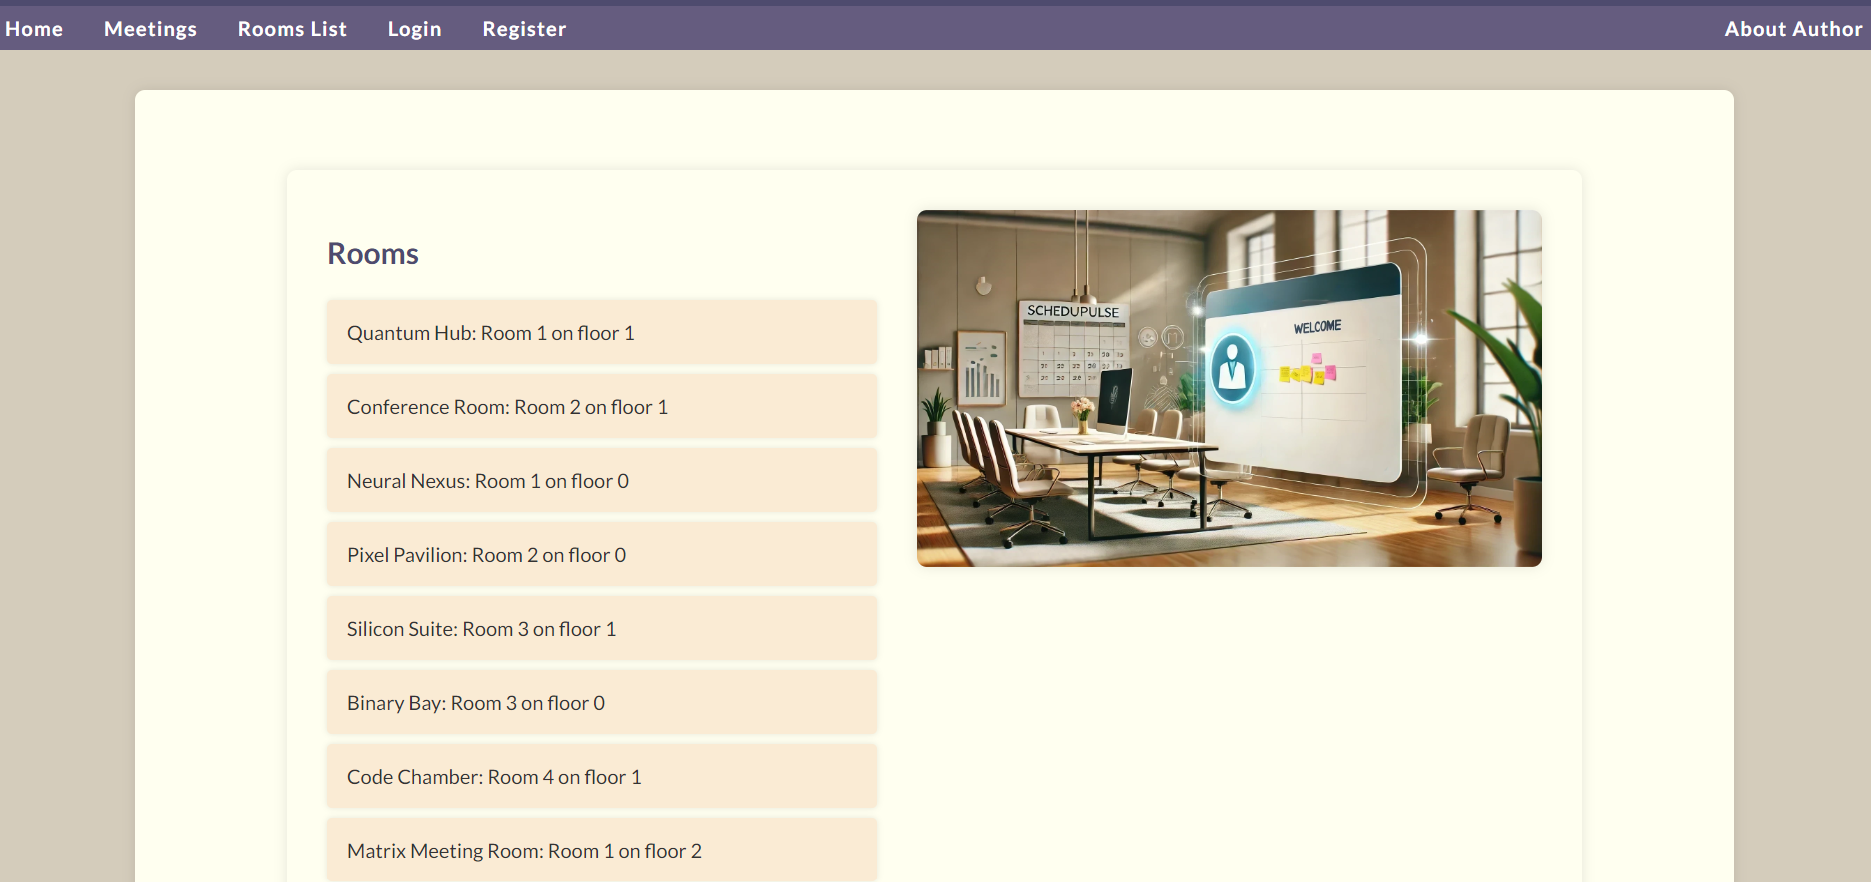 Home Meetings Rooms List Login Register About Author
Rooms
Quantum Hub: Room 1 on floor 1
Conference Room: Room 2 on floor 1
Neural Nexus: Room 1 on floor 0
Pixel Pavilion: Room 2 on floor 0
Silicon Suite: Room 3 on floor 1
Binary Bay: Room 3 on floor 0
Code Chamber: Room 4 on floor 1
Matrix Meeting Room: Room 1 on floor 2
SCHEDUPULSE
WELCOME